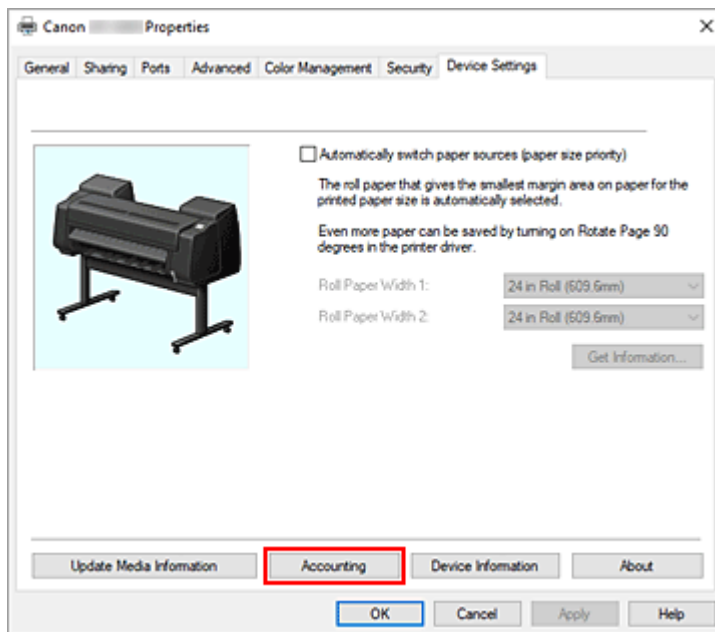 Canon Properties
General Sharing Ports Advanced Color Management Security Device Settings
Automatically switch paper sources (paper size priority)
The roll paper that gives the smallest margin area on paper for the
printed paper size is automatically selected.
Even more paper can be saved by turning on Rotate Page 90
degrees in the printer driver.
Roll Paper Width 1: 24 in Roll (609.6mm)
Roll Paper Width 2: 24 in Roll (609.6mm)
Get Information...
Update Media Information Accounting Device Information About
OK Cancel Apply Help